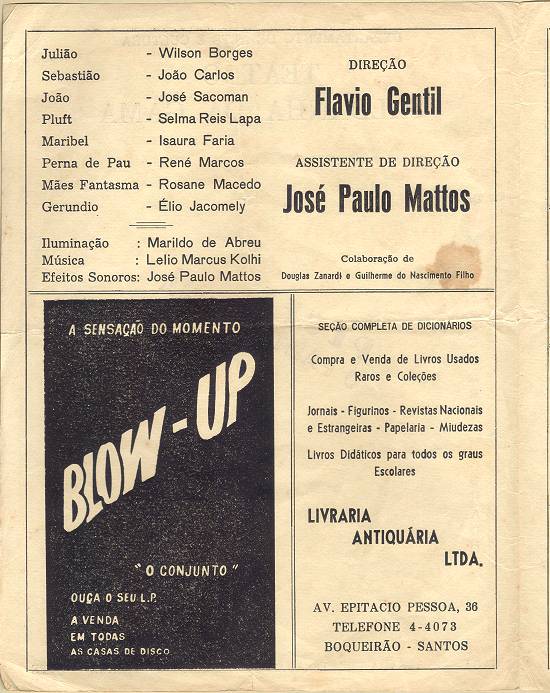 Julião - Wilson Borges
Sebastião - João Carlos
João - José Sacoman
Pluft - Selma Reis Lapa
Maribel - Isaura Faria
Perna de Pau - René Marcos
Mães Fantasma - Rosane Macedo
Gerundio - Élio Jacomely
Iluminação : Marildo de Abreu
Música : Lelio Marcus Kolhi
Efeitos Sonoros: José Paulo Mattos
DIREÇÃO
Flavio Gentil
ASSISTENTE DE DIREÇÃO
José Paulo Mattos
Colaboração de
Douglas Zanardi e Guilherme do Nascimento Filho
A SENSAÇÃO DO MOMENTO
BLOW-UP
"O CONJUNTO"
OUÇA O SEU L.P.
A VENDA
EM TODAS
AS CASAS DE DISCO
SEÇÃO COMPLETA DE DICIONÁRIOS
Compra e Venda de Livros Usados
Raros e Coleções
Jornais - Figurinos - Revistas Nacionais
e Estrangeiras - Papelaria - Miudezas
Livros Didáticos para todos os graus
Escolares
LIVRARIA
ANTIQUÁRIA
LTDA.
AV. EPITACIO PESSOA, 36
TELEFONE 4-4073
BOQUEIRÃO - SANTOS